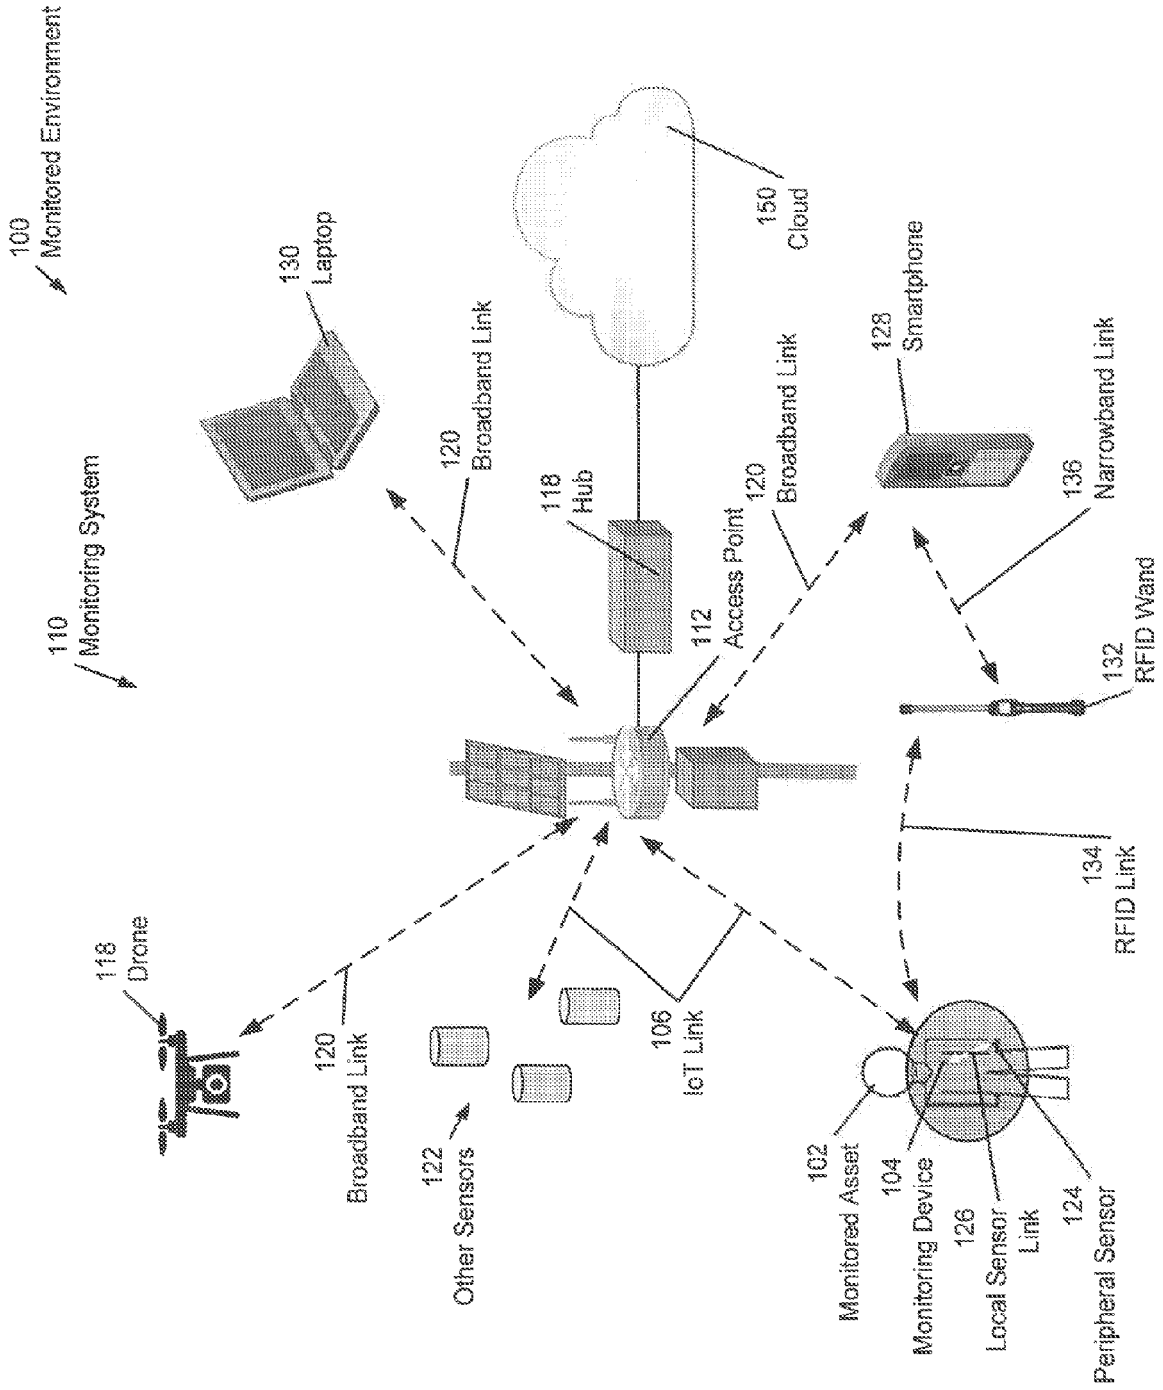 100
Monitored Environment
110
Monitoring System
130
Laptop
120
Broadband Link
118
Hub
150
Cloud
112
Access Point
120
Broadband Link
128
Smartphone
136
Narrowband Link
132
RFID Wand
134
RFID Link
118
Drone
120
Broadband Link
122
Other Sensors
106
IoT Link
102
Monitored Asset
104
Monitoring Device
126
Local Sensor
Link
124
Peripheral Sensor